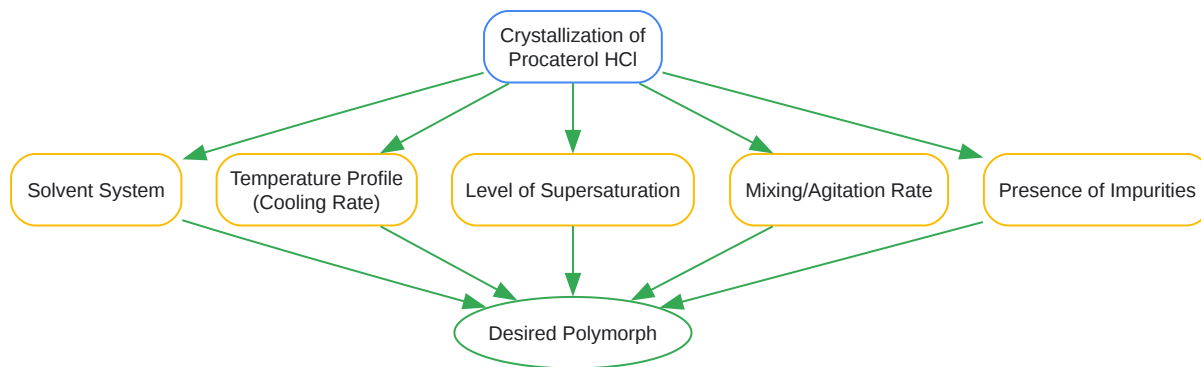 Crystallization of
Procaterol HCl
Solvent System
Temperature Profile
(Cooling Rate)
Level of Supersaturation
Mixing/Agitation Rate
Presence of Impurities
Desired Polymorph